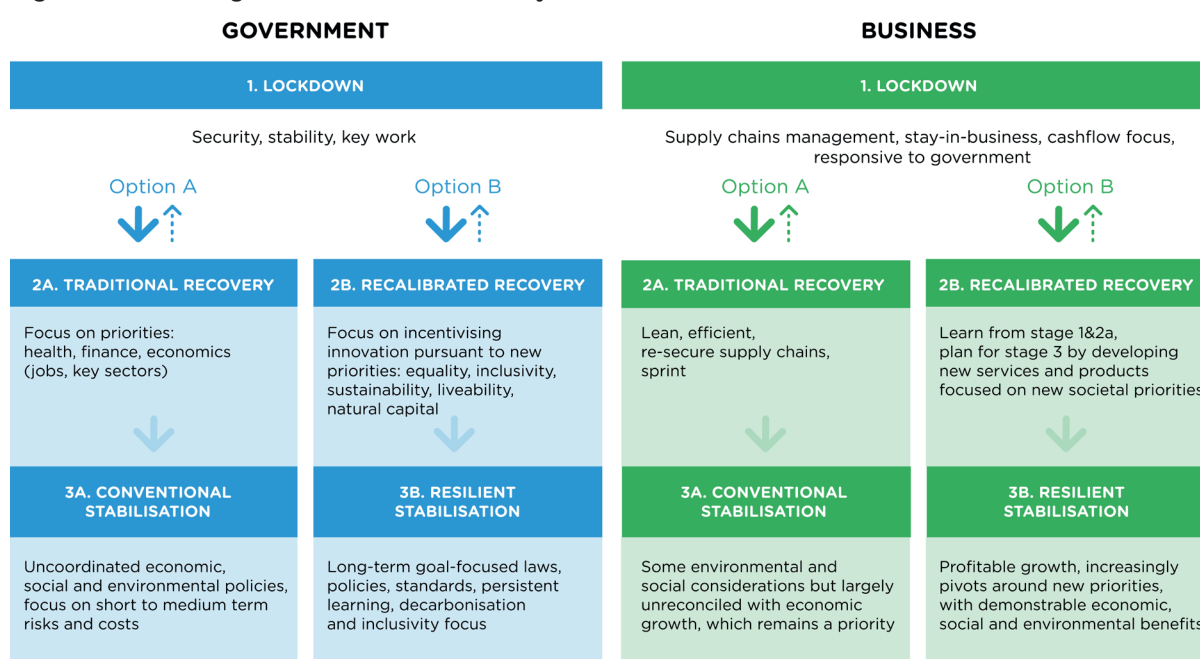 GOVERNMENT
1. LOCKDOWN
Security, stability, key work
Option A
Option B
2A. TRADITIONAL RECOVERY
Focus on priorities:
health, finance, economics
(jobs, key sectors)
2B. RECALIBRATED RECOVERY
Focus on incentivising
innovation pursuant to new
priorities: equality, inclusivity,
sustainability, liveability,
natural capital
3A. CONVENTIONAL
STABILISATION
Uncoordinated economic,
social and environmental policies,
focus on short to medium term
risks and costs
3B. RESILIENT
STABILISATION
Long-term goal-focused laws,
policies, standards, persistent
learning, decarbonisation
and inclusivity focus
BUSINESS
1. LOCKDOWN
Supply chains management, stay-in-business, cashflow focus,
responsive to government
Option A
Option B
2A. TRADITIONAL RECOVERY
Lean, efficient,
re-secure supply chains,
sprint
2B. RECALIBRATED RECOVERY
Learn from stage 1&2a,
plan for stage 3 by developing
new services and products
focused on new societal priorities
3A. CONVENTIONAL
STABILISATION
Some environmental and
social considerations but largely
unreconciled with economic
growth, which remains a priority
3B. RESILIENT
STABILISATION
Profitable growth, increasingly
pivots around new priorities,
with demonstrable economic,
social and environmental benefits